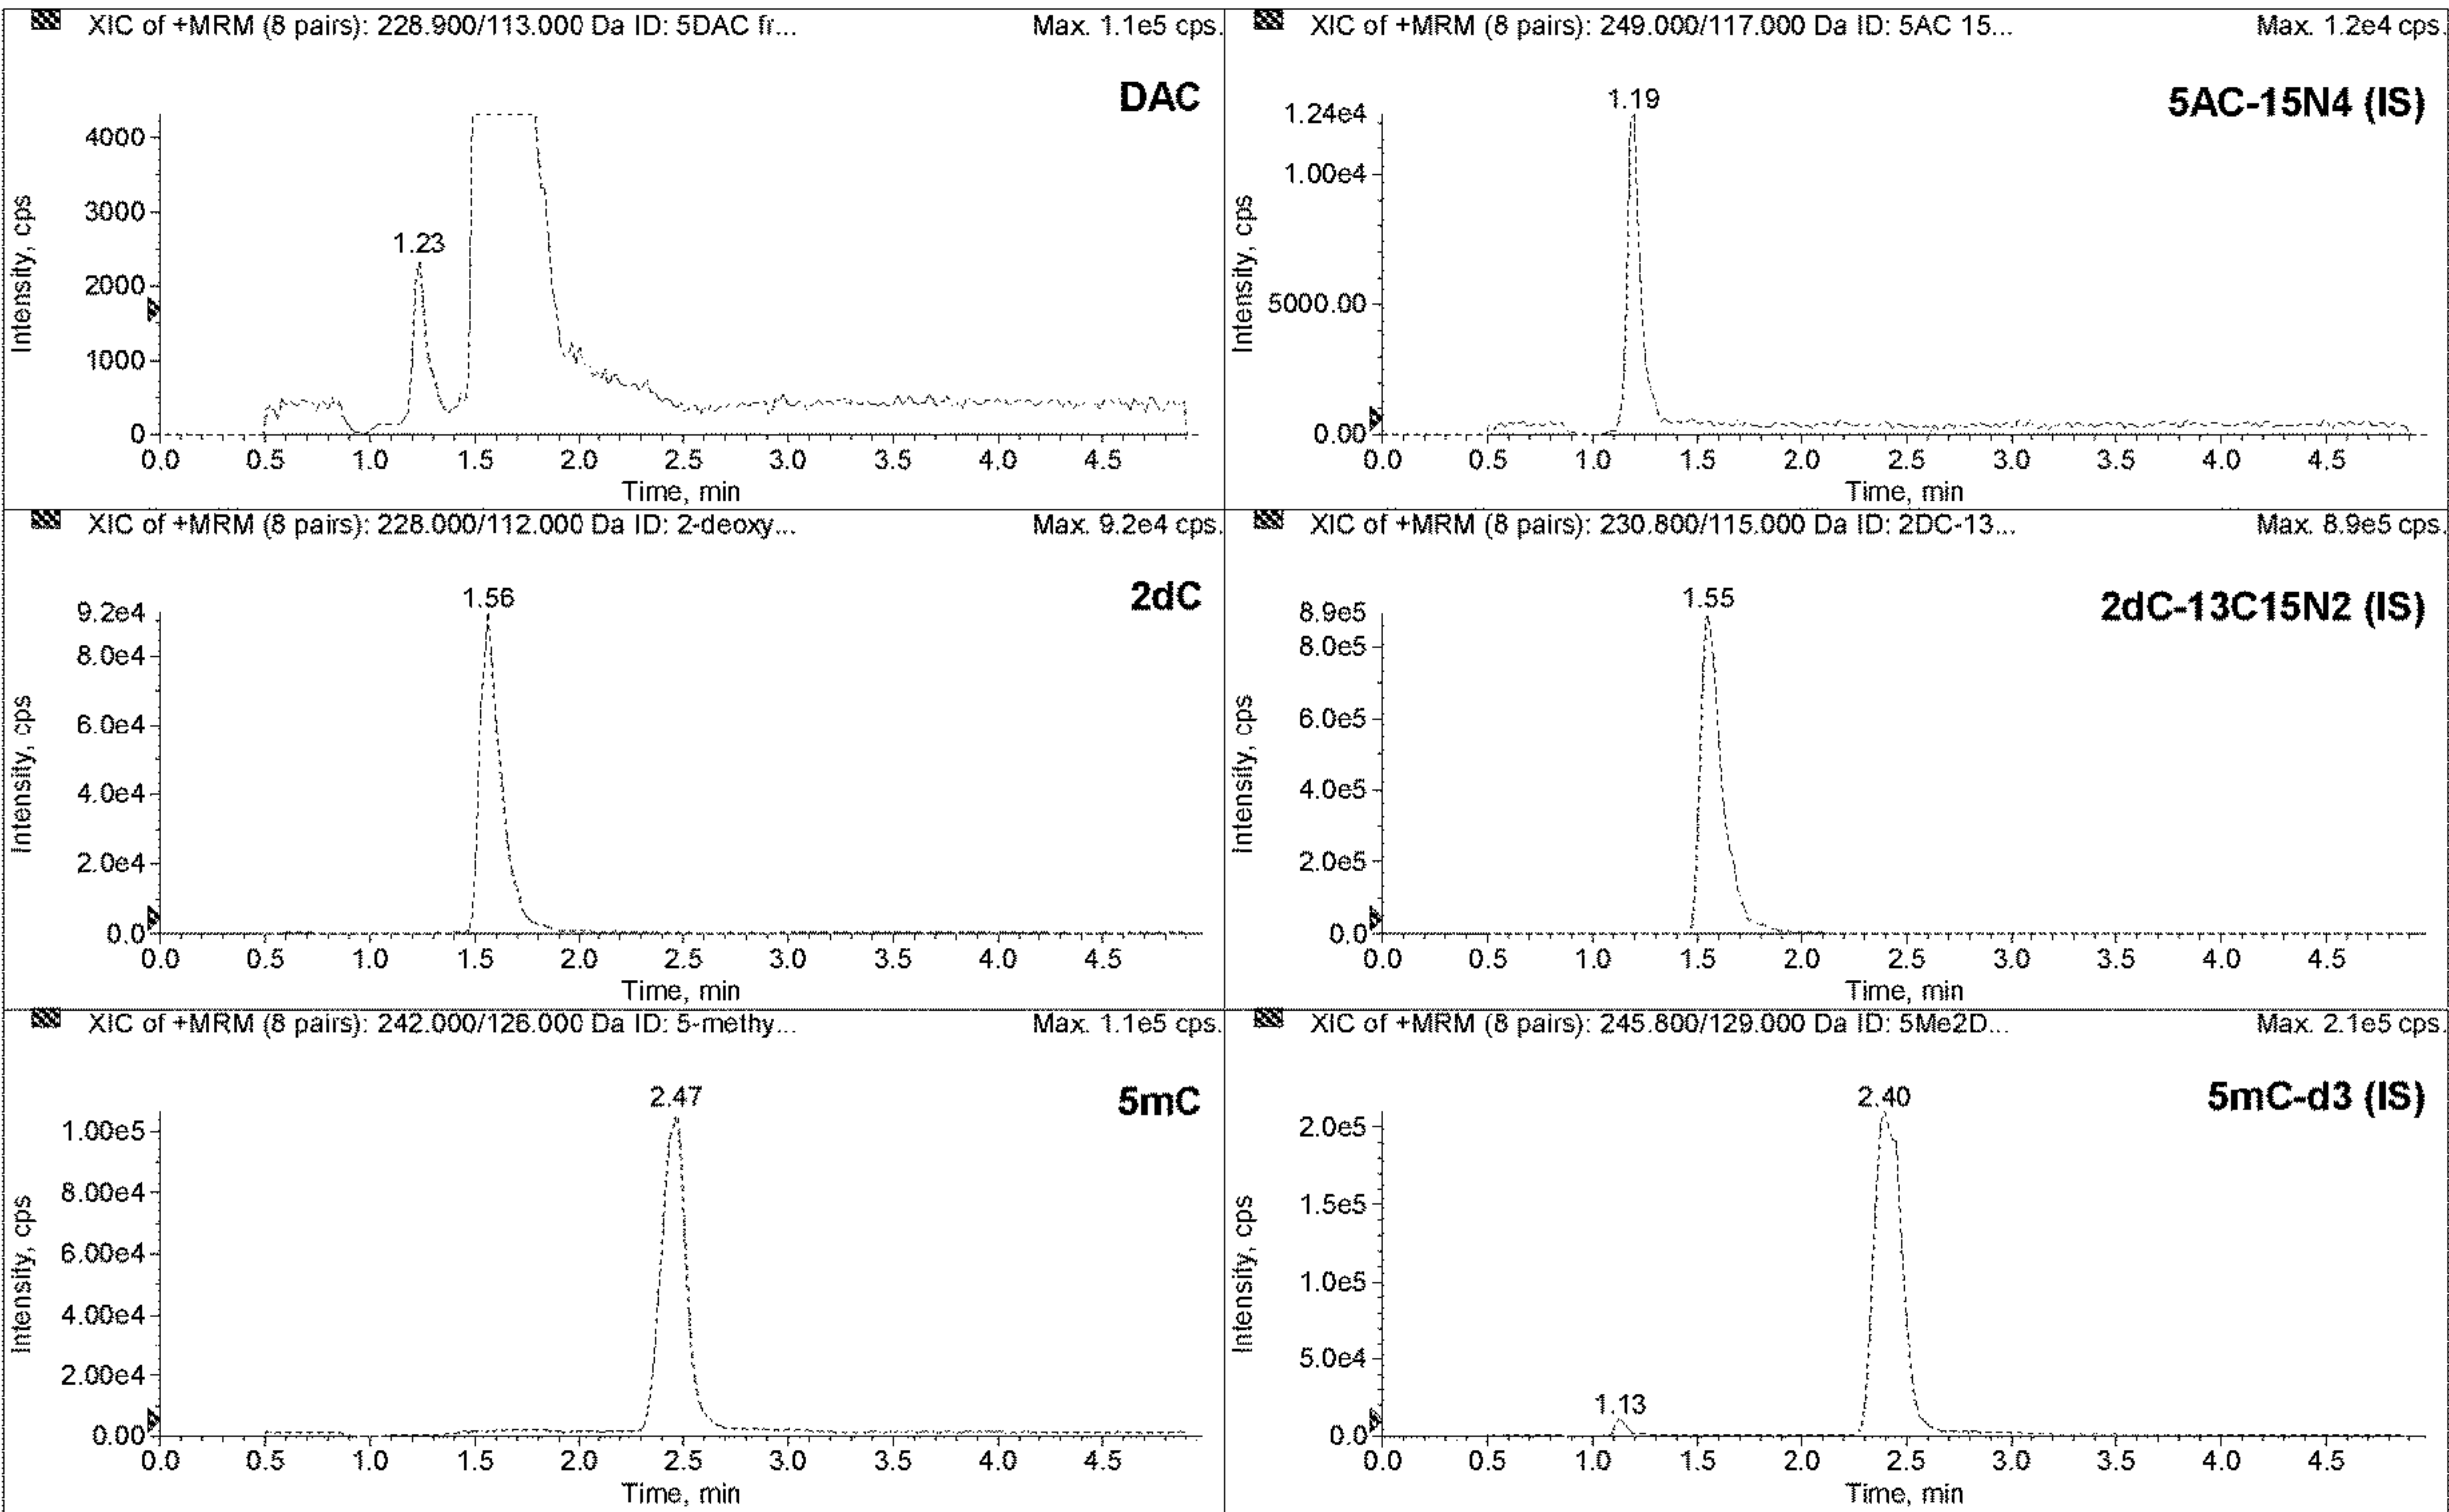 XIC of +MRM (8 pairs): 228.900/113.000 Da ID: 5DAC fr...
Max. 1.1e5 cps.
DAC
1.23
Intensity, cps
4000
3000
2000
1000
0
0.0 0.5 1.0 1.5 2.0 2.5 3.0 3.5 4.0 4.5
Time, min
XIC of +MRM (8 pairs): 249.000/117.000 Da ID: 5AC 15...
Max. 1.2e4 cps.
5AC-15N4 (IS)
1.19
Intensity, cps
1.24e4
1.00e4
5000.00
0.00
0.0 0.5 1.0 1.5 2.0 2.5 3.0 3.5 4.0 4.5
Time, min
XIC of +MRM (8 pairs): 228.000/112.000 Da ID: 2-deoxy...
Max. 9.2e4 cps.
2dC
1.56
Intensity, cps
9.2e4
8.0e4
6.0e4
4.0e4
2.0e4
0.0
0.0 0.5 1.0 1.5 2.0 2.5 3.0 3.5 4.0 4.5
Time, min
XIC of +MRM (8 pairs): 230.800/115.000 Da ID: 2DC-13...
Max. 8.9e5 cps.
2dC-13C15N2 (IS)
1.55
Intensity, cps
8.9e5
8.0e5
6.0e5
4.0e5
2.0e5
0.0
0.0 0.5 1.0 1.5 2.0 2.5 3.0 3.5 4.0 4.5
Time, min
XIC of +MRM (8 pairs): 242.000/126.000 Da ID: 5-methy...
Max. 1.1e5 cps.
5mC
2.47
Intensity, cps
1.00e5
8.00e4
6.00e4
4.00e4
2.00e4
0.00
0.0 0.5 1.0 1.5 2.0 2.5 3.0 3.5 4.0 4.5
Time, min
XIC of +MRM (8 pairs): 245.800/129.000 Da ID: 5Me2D...
Max. 2.1e5 cps.
5mC-d3 (IS)
2.40
1.13
Intensity, cps
2.0e5
1.5e5
1.0e5
5.0e4
0.0
0.0 0.5 1.0 1.5 2.0 2.5 3.0 3.5 4.0 4.5
Time, min